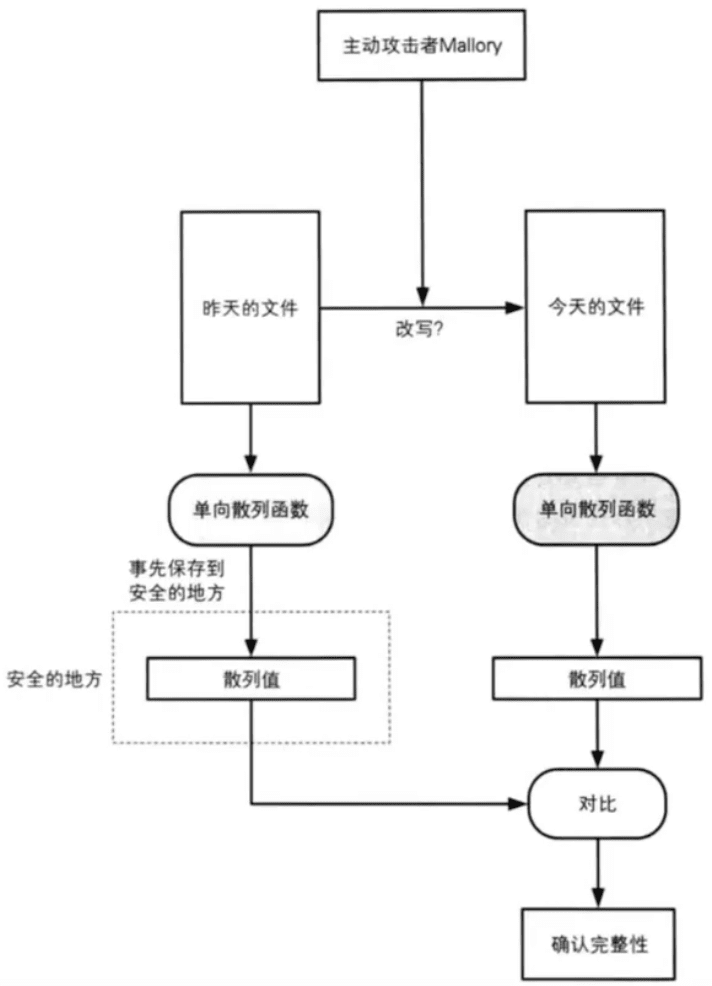 主动攻击者Mallory
昨天的文件
改写?
今天的文件
单向散列函数
单向散列函数
事先保存到
安全的地方
安全的地方
散列值
散列值
对比
确认完整性